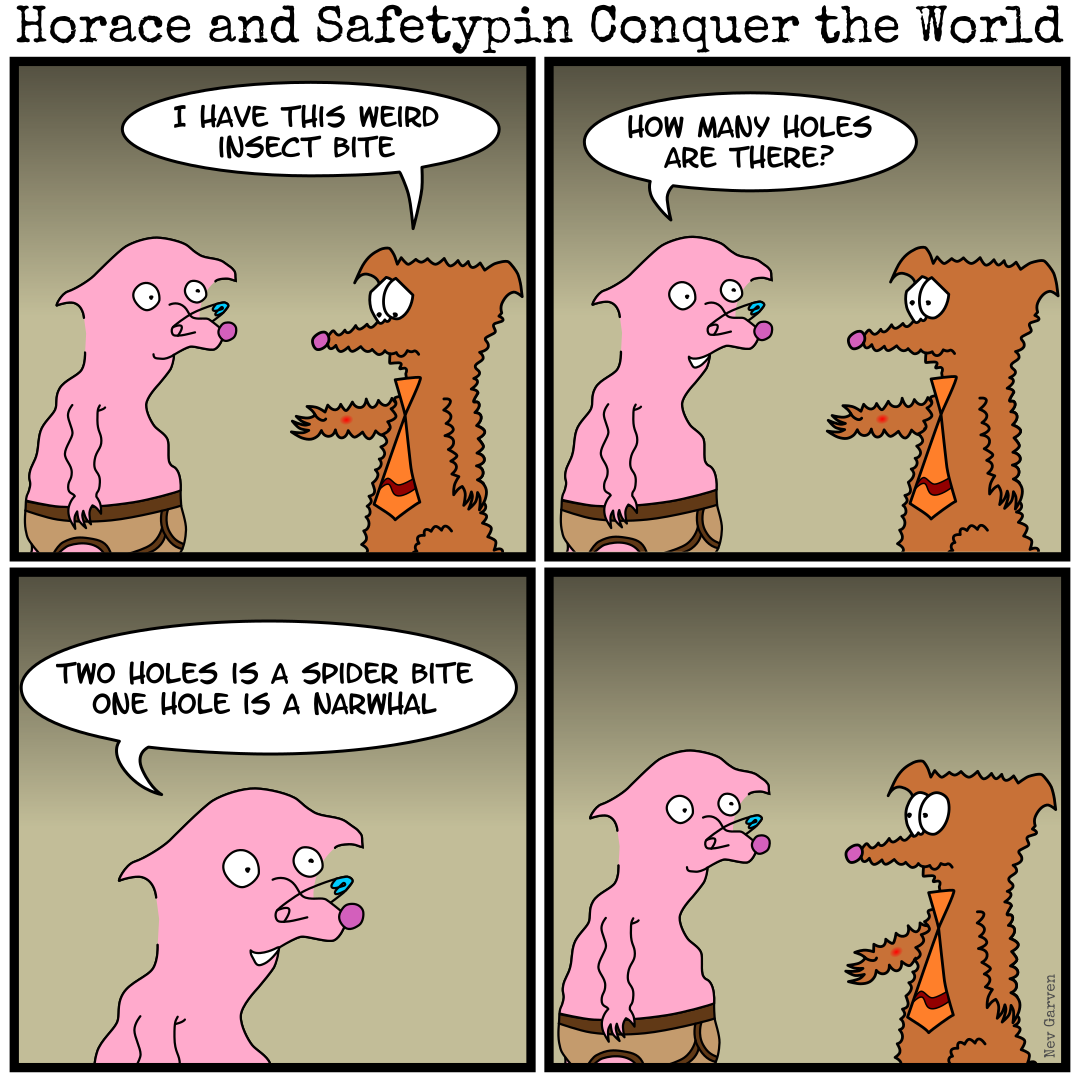 Horace and Safetypin Conquer the World
I HAVE THIS WEIRD
INSECT BITE
HOW MANY HOLES
ARE THERE?
TWO HOLES IS A SPIDER BITE
ONE HOLE IS A NARWHAL
Nev Garven